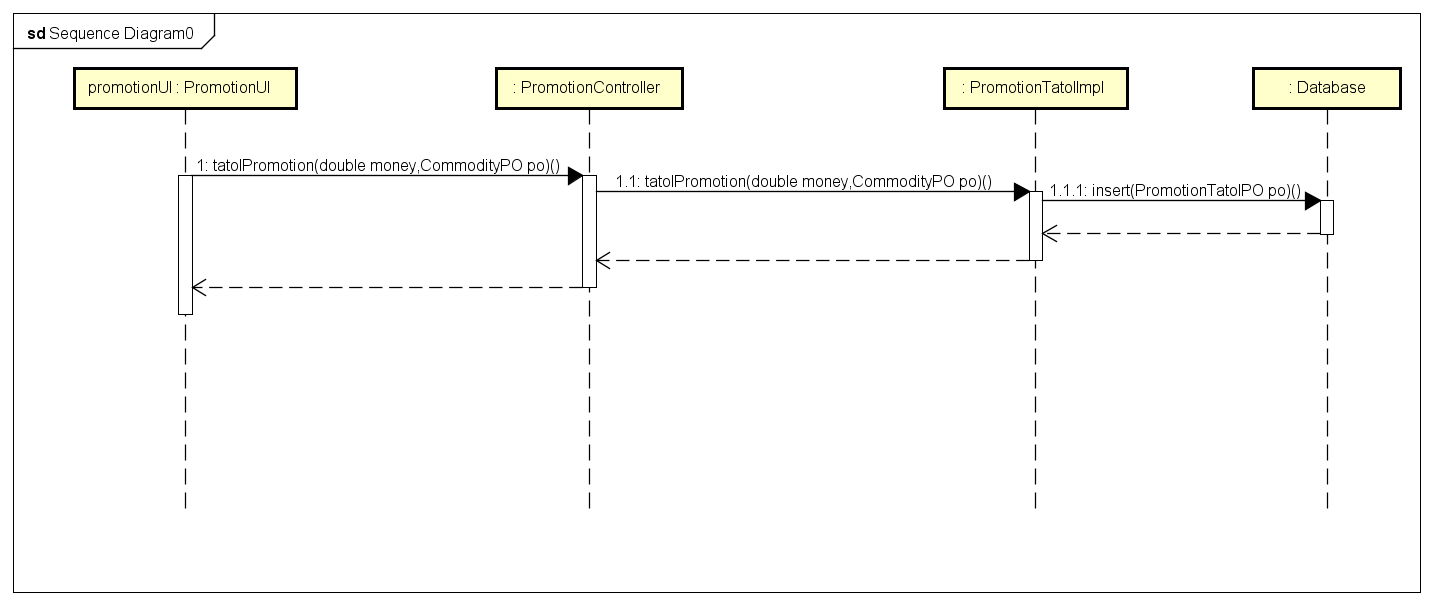 sd Sequence Diagram0
promotionUI : PromotionUI
: PromotionController
: PromotionTatolImpl
: Database
1: tatolPromotion(double money,CommodityPO po)()
1.1: tatolPromotion(double money,CommodityPO po)()
1.1.1: insert(PromotionTatolPO po)()